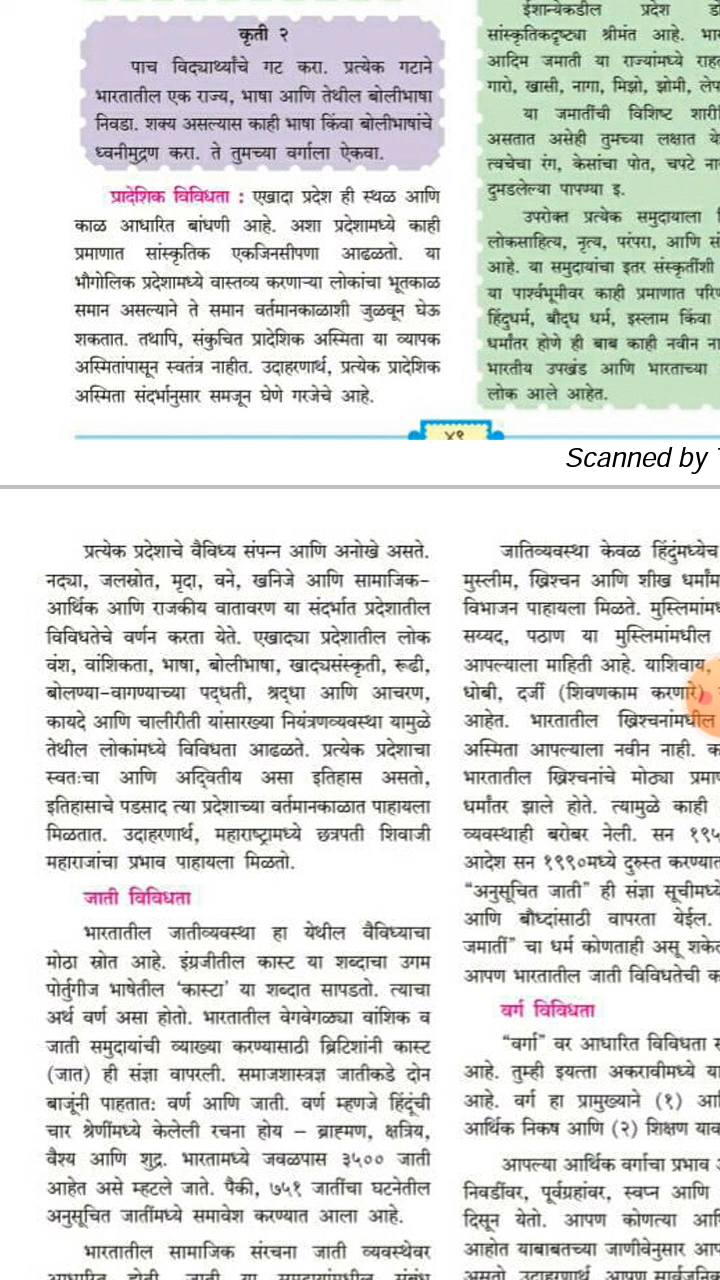 कृती २
पाच विद्यार्थ्यांचे गट करा. प्रत्येक गटाने
भारतातील एक राज्य, भाषा आणि तेथील बोलीभाषा
निवडा. शक्य असल्यास काही भाषा किंवा बोलीभाषांचे
ध्वनीमुद्रण करा. ते तुमच्या वर्गाला ऐकवा.
प्रादेशिक विविधता : एखादा प्रदेश ही स्थळ आणि
काळ आधारित बांधणी आहे. अशा प्रदेशामध्ये काही
प्रमाणात सांस्कृतिक एकजिनसीपणा आढळतो. या
भौगोलिक प्रदेशामध्ये वास्तव्य करणाऱ्या लोकांचा भूतकाळ
समान असल्याने ते समान वर्तमानकाळाशी जुळवून घेऊ
शकतात. तथापि, संकुचित प्रादेशिक अस्मिता या व्यापक
अस्मितांपासून स्वतंत्र नाहीत. उदाहरणार्थ, प्रत्येक प्रादेशिक
अस्मिता संदर्भानुसार समजून घेणे गरजेचे आहे.
ईशान्येकडील प्रदेश
सांस्कृतिकदृष्ट्या श्रीमंत आहे.
आदिम जमाती या राज्यांमध्ये
गारो, खासी, नागा, मिझो, झोमी,
या जमातींची विशिष्ट
असतात असेही तुमच्या लक्षात
त्वचेचा रंग, केसांचा पोत, चपटे
दुमडलेल्या पापण्या इ.
उपरोक्त प्रत्येक समुदायाला
लोकसाहित्य, नृत्य, परंपरा, आणि
आहे. या समुदायांचा इतर संस्कृतींशी
या पार्श्वभूमीवर काही प्रमाणात
हिंदुधर्म, बौद्ध धर्म, इस्लाम किंवा
धर्मांतर होणे ही बाब काही नवीन
भारतीय उपखंड आणि भारताच्या
लोक आले आहेत.
४९
Scanned by
प्रत्येक प्रदेशाचे वैविध्य संपन्न आणि अनोखे असते.
नद्या, जलस्रोत, मृदा, वने, खनिजे आणि सामाजिक-
आर्थिक आणि राजकीय वातावरण या संदर्भात प्रदेशातील
विविधतेचे वर्णन करता येते. एखाद्या प्रदेशातील लोक
वंश, वांशिकता, भाषा, बोलीभाषा, खाद्यसंस्कृती, रूढी,
बोलण्या-वागण्याच्या पद्धती, श्रद्धा आणि आचरण,
कायदे आणि चालीरीती यांसारख्या नियंत्रणव्यवस्था यामुळे
तेथील लोकांमध्ये विविधता आढळते. प्रत्येक प्रदेशाचा
स्वतःचा आणि अद्वितीय असा इतिहास असतो,
इतिहासाचे पडसाद त्या प्रदेशाच्या वर्तमानकाळात पाहायला
मिळतात. उदाहरणार्थ, महाराष्ट्रामध्ये छत्रपती शिवाजी
महाराजांचा प्रभाव पाहायला मिळतो.
जाती विविधता
भारतातील जातीव्यवस्था हा येथील वैविध्याचा
मोठा स्रोत आहे. इंग्रजीतील कास्ट या शब्दाचा उगम
पोर्तुगीज भाषेतील ‘कास्टा’ या शब्दात सापडतो. त्याचा
अर्थ वर्ण असा होतो. भारतातील वेगवेगळ्या वांशिक व
जाती समुदायांची व्याख्या करण्यासाठी ब्रिटिशांनी कास्ट
(जात) ही संज्ञा वापरली. समाजशास्त्रज्ञ जातीकडे दोन
बाजूंनी पाहतातः वर्ण आणि जाती. वर्ण म्हणजे हिंदूंची
चार श्रेणींमध्ये केलेली रचना होय – ब्राह्मण, क्षत्रिय,
वैश्य आणि शुद्र. भारतामध्ये जवळपास ३५०० जाती
आहेत असे म्हटले जाते. पैकी, ७५१ जातींचा घटनेतील
अनुसूचित जातींमध्ये समावेश करण्यात आला आहे.
भारतातील सामाजिक संरचना जाती व्यवस्थेवर
जातिव्यवस्था केवळ हिंदुंमध्येच
मुस्लीम, ख्रिश्चन आणि शीख
विभाजन पाहायला मिळते.
सय्यद, पठाण या मुस्लिमांमधील
आपल्याला माहिती आहे. याशिवाय,
धोबी, दर्जी (शिवणकाम करणारे)
आहेत. भारतातील ख्रिश्चनांमधील
अस्मिता आपल्याला नवीन नाही.
भारतातील ख्रिश्चनांचे मोठ्या
धर्मांतर झाले होते. त्यामुळे काही
व्यवस्थाही बरोबर नेली. सन
आदेश सन १९९०मध्ये दुरुस्त
“अनुसूचित जाती” ही संज्ञा सूचीमध्ये
आणि बौध्दांसाठी वापरता येईल.
जमातीं” चा धर्म कोणताही असू
आपण भारतातील जाती विविधतेची
वर्ग विविधता
“वर्गा” वर आधारित विविधता
आहे. तुम्ही इयत्ता अकरावीमध्ये
आहे. वर्ग हा प्रामुख्याने (१)
आर्थिक निकष आणि (२) शिक्षण
आपल्या आर्थिक वर्गाचा प्रभाव
निवडींवर, पूर्वग्रहांवर, स्वप्न आणि
दिसून येतो. आपण कोणत्या
आहोत याबाबतच्या जाणीवेनुसार